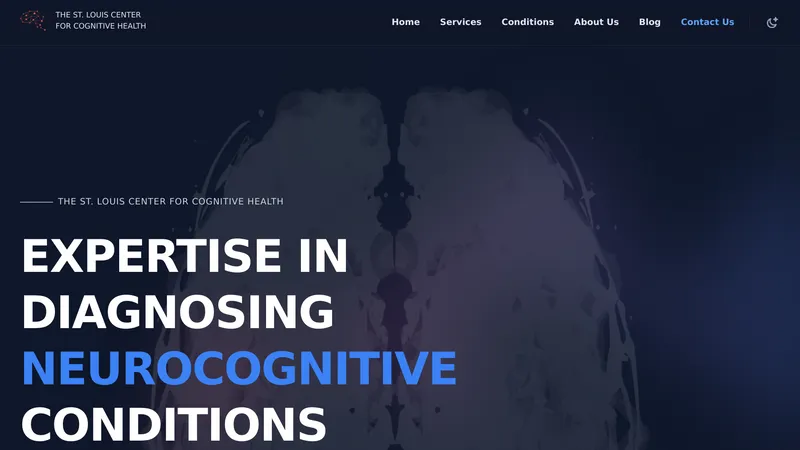 THE ST. LOUIS CENTER
FOR COGNITIVE HEALTH
Home Services Conditions About Us Blog Contact Us
THE ST. LOUIS CENTER FOR COGNITIVE HEALTH
EXPERTISE IN
DIAGNOSING
NEUROCOGNITIVE
CONDITIONS